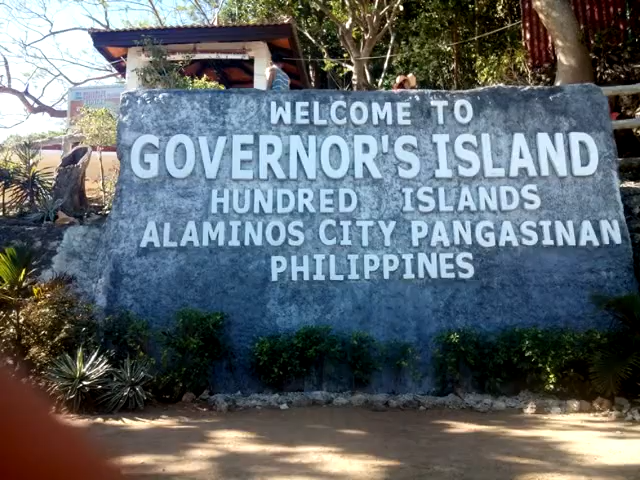 WELCOME TO
GOVERNOR'S ISLAND
HUNDRED ISLANDS
ALAMINOS CITY PANGASINAN
PHILIPPINES